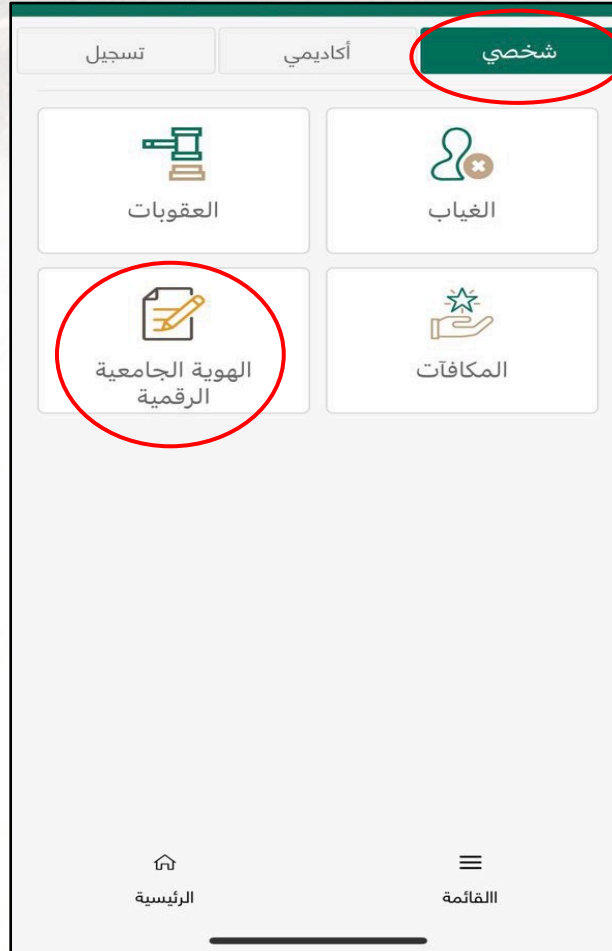 شخصي
أكاديمي
تسجيل
الغياب
العقوبات
المكافآت
الهوية الجامعية
الرقمية
االقائمة
الرئيسية